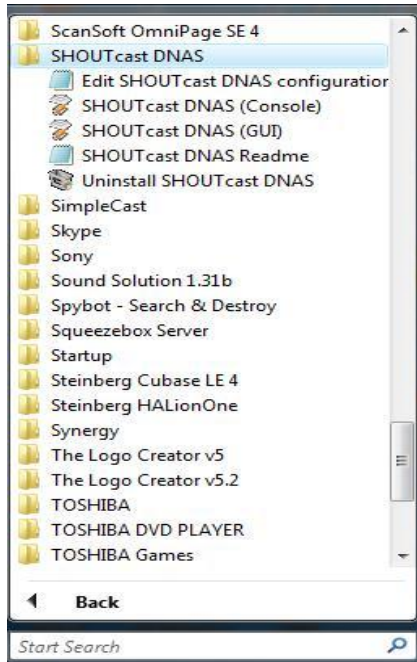 ScanSoft OmniPage SE 4
SHOUTcast DNAS
Edit SHOUTcast DNAS configuration
SHOUTcast DNAS (Console)
SHOUTcast DNAS (GUI)
SHOUTcast DNAS Readme
Uninstall SHOUTcast DNAS
SimpleCast
Skype
Sony
Sound Solution 1.31b
Spybot - Search & Destroy
Squeezebox Server
Startup
Steinberg Cubase LE 4
Steinberg HALionOne
Synergy
The Logo Creator v5
The Logo Creator v5.2
TOSHIBA
TOSHIBA DVD PLAYER
TOSHIBA Games
Back
Start Search